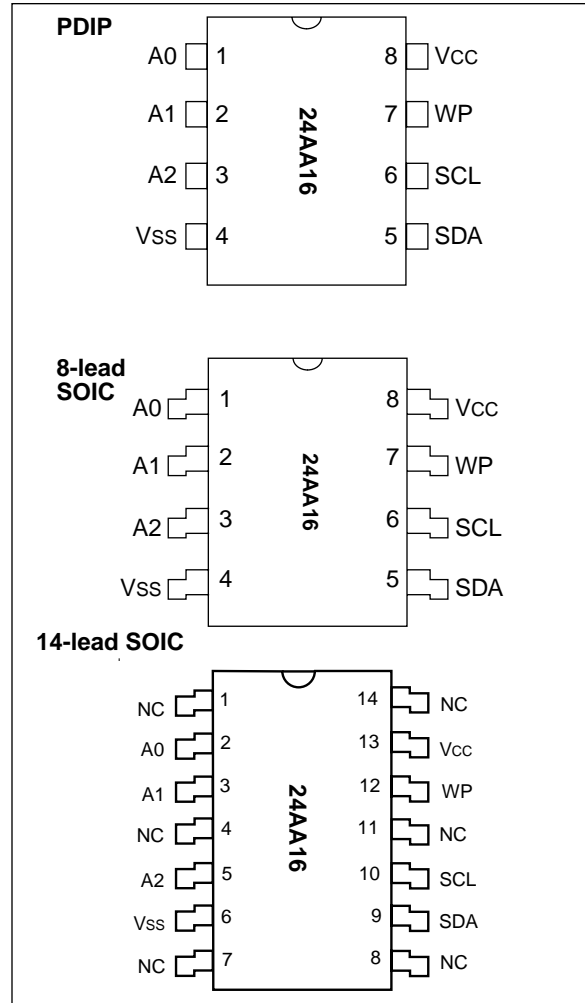 PDIP
A0 1 8 VCC
A1 2 7 WP
24AA16
A2 3 6 SCL
VSS 4 5 SDA
8-lead
SOIC
A0 1 8 VCC
A1 2 7 WP
24AA16
A2 3 6 SCL
VSS 4 5 SDA
14-lead SOIC
NC 1 14 NC
A0 2 13 VCC
A1 3 12 WP
24AA16
NC 4 11 NC
A2 5 10 SCL
VSS 6 9 SDA
NC 7 8 NC